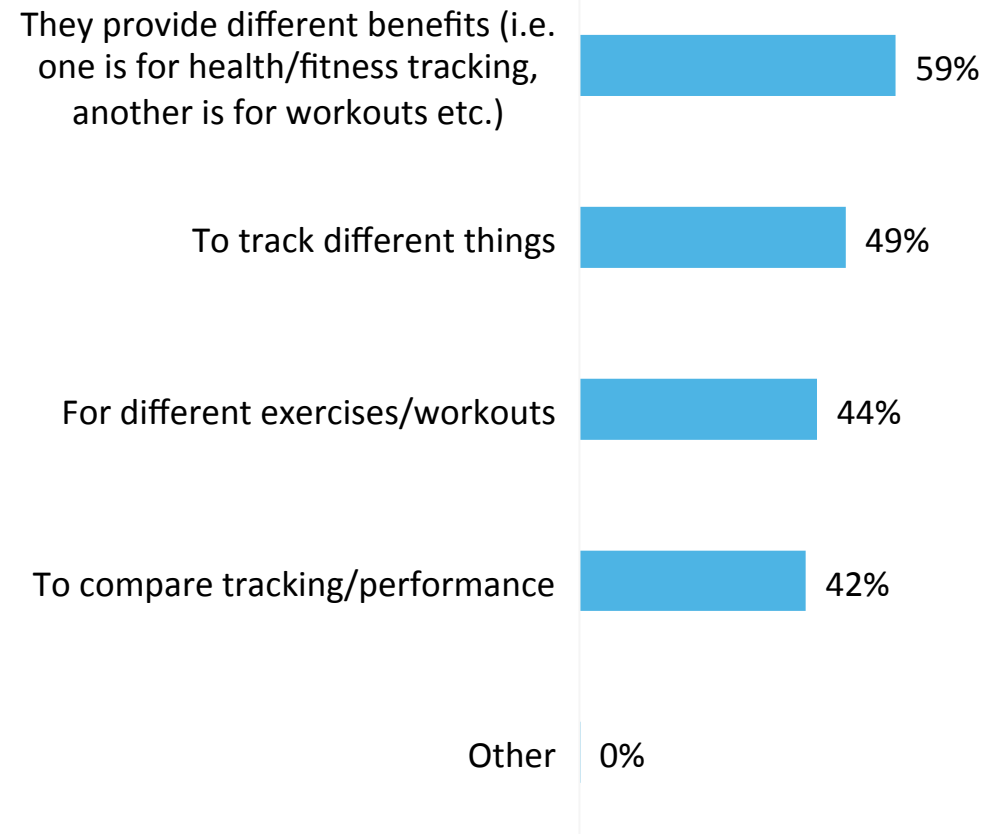 They provide different benefits (i.e.
one is for health/fitness tracking,
another is for workouts etc.)
59%
To track different things
49%
For different exercises/workouts
44%
To compare tracking/performance
42%
Other
0%